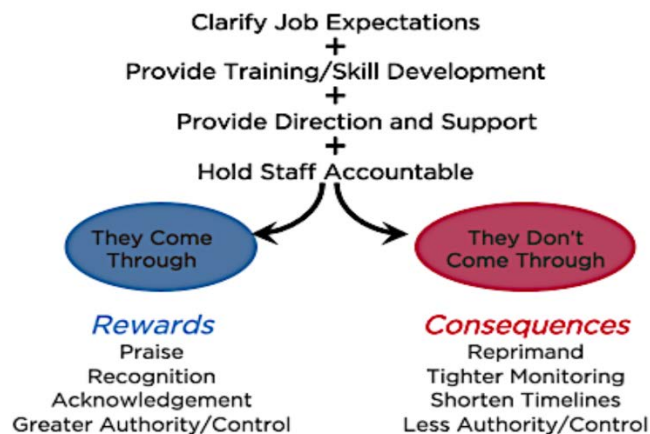 Clarify Job Expectations
+
Provide Training/Skill Development
+
Provide Direction and Support
+
Hold Staff Accountable
They Come
Through
They Don't
Come Through
Rewards
Praise
Recognition
Acknowledgement
Greater Authority/Control
Consequences
Reprimand
Tighter Monitoring
Shorten Timelines
Less Authority/Control